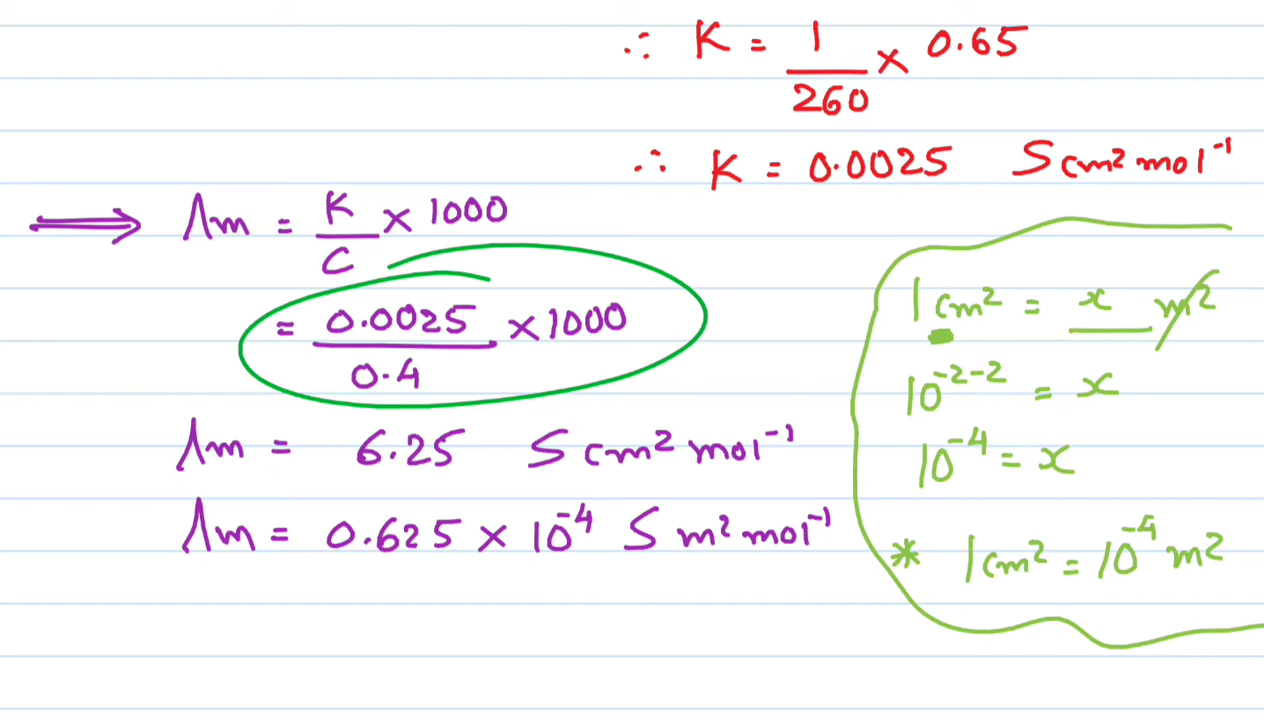 ∴ K = 1/260 × 0.65
∴ K = 0.0025 S cm² mol⁻¹
⟹ Λm = K/C × 1000
= 0.0025/0.4 × 1000
Λm = 6.25 S cm² mol⁻¹
Λm = 0.625 × 10⁻⁴ S m² mol⁻¹
1 cm² = x m²
10⁻²⁻² = x
10⁻⁴ = x
* 1 cm² = 10⁻⁴ m²